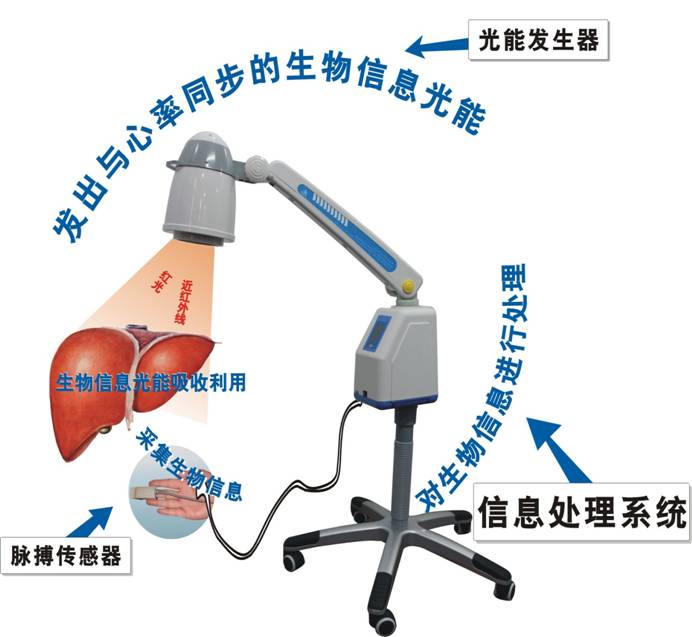 光能发生器
发出与心率同步的生物信息光能
红光
近红外线
生物信息光能吸收利用
对生物信息进行处理
采集生物信息
信息处理系统
脉搏传感器